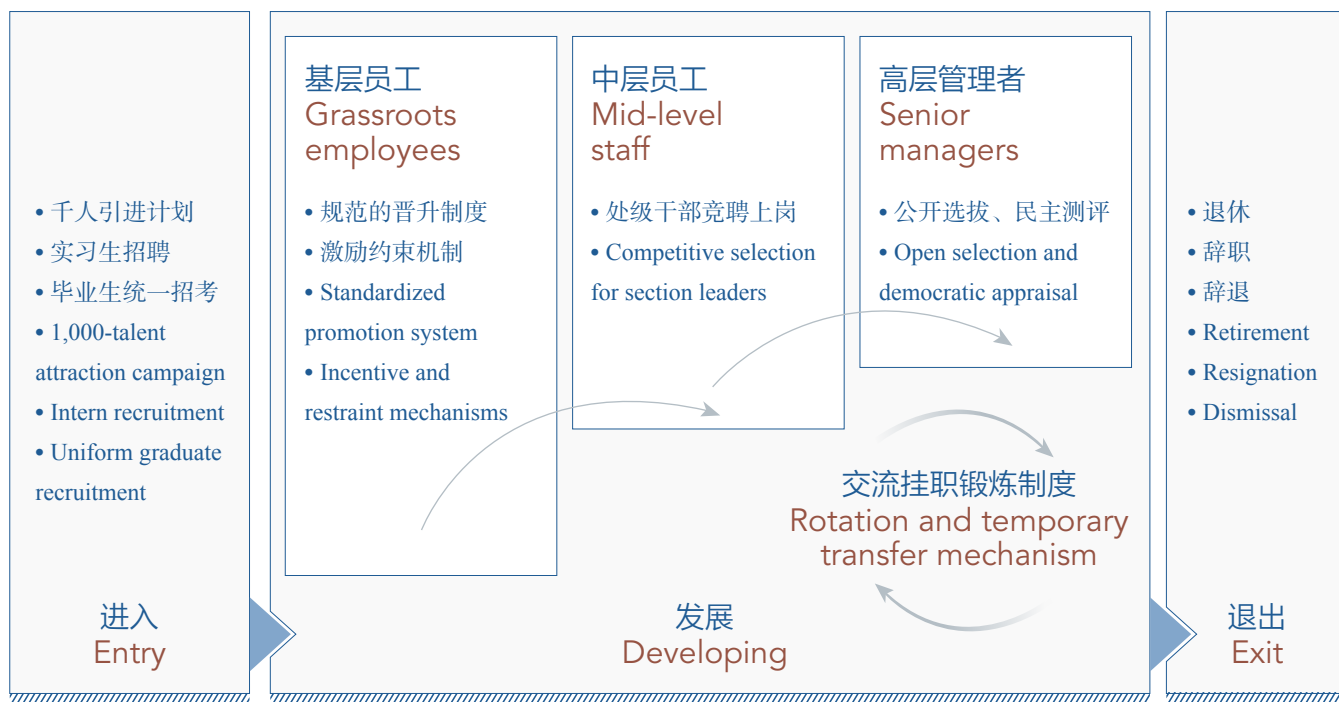 • 千人引进计划
• 实习生招聘
• 毕业生统一招考
• 1,000-talent
attraction campaign
• Intern recruitment
• Uniform graduate
recruitment
进入
Entry
基层员工
Grassroots
employees
• 规范的晋升制度
• 激励约束机制
• Standardized
promotion system
• Incentive and
restraint mechanisms
中层员工
Mid-level
staff
• 处级干部竞聘上岗
• Competitive selection
for section leaders
高层管理者
Senior
managers
• 公开选拔、民主测评
• Open selection and
democratic appraisal
交流挂职锻炼制度
Rotation and temporary
transfer mechanism
发展
Developing
• 退休
• 辞职
• 辞退
• Retirement
• Resignation
• Dismissal
退出
Exit